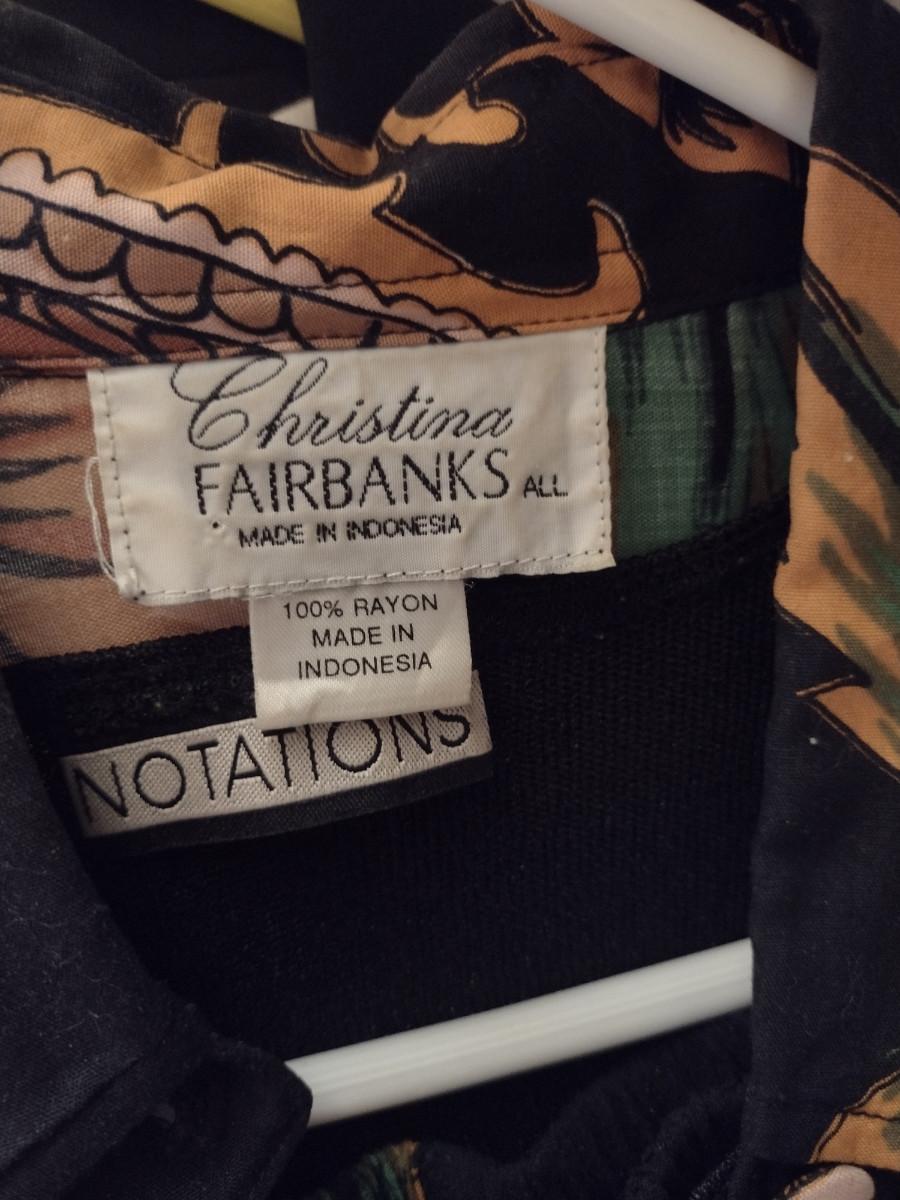 Christina
FAIRBANKS ALL
MADE IN INDONESIA
100% RAYON
MADE IN
INDONESIA
NOTATIONS